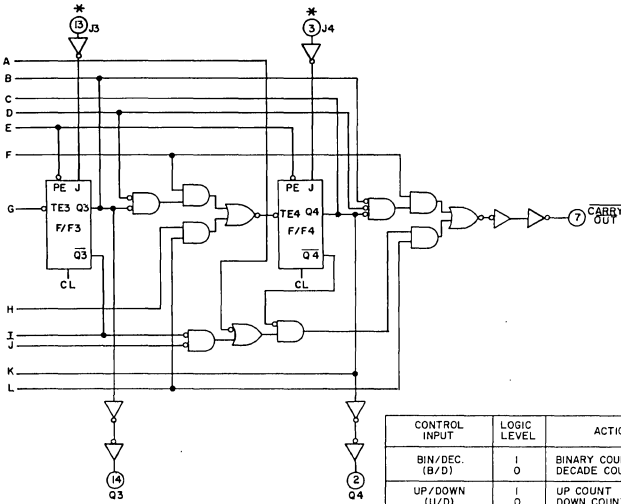 *
13 J3
*
3 J4
A
B
C
D
E
F
PE J
TE3 Q3
F/F3
Q3
CL
G
PE J
TE4 Q4
F/F4
Q4
CL
7 CARRY OUT
H
I
J
K
L
14
Q3
2
Q4
CONTROL INPUT
LOGIC LEVEL
ACTIO
BIN/DEC. (B/D)
1
0
BINARY COU
DECADE COU
UP/DOWN (U/D)
1
0
UP COUNT
DOWN COUNT